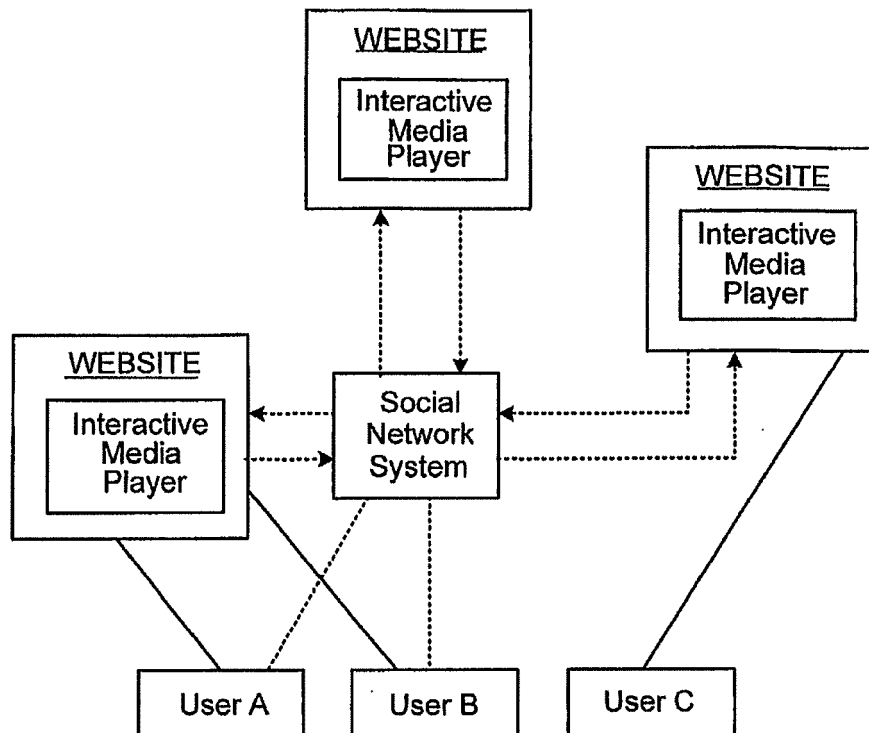 WEBSITE
Interactive
Media
Player
WEBSITE
Interactive
Media
Player
WEBSITE
Interactive
Media
Player
Social
Network
System
User A
User B
User C